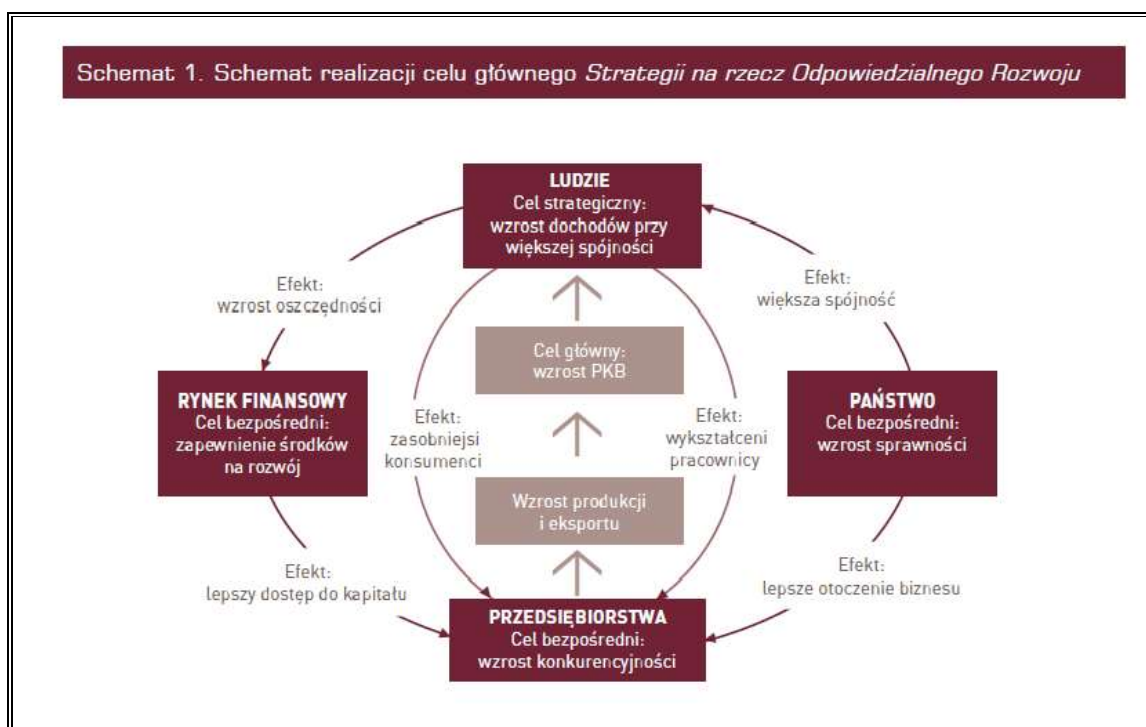 Schemat 1. Schemat realizacji celu głównego Strategii na rzecz Odpowiedzialnego Rozwoju
LUDZIE
Cel strategiczny:
wzrost dochodów przy
większej spójności
Efekt:
wzrost oszczędności
Efekt:
większa spójność
Cel główny:
wzrost PKB
RYNEK FINANSOWY
Cel bezpośredni:
zapewnienie środków
na rozwój
Efekt:
zasobniejsi
konsumenci
Efekt:
wykształceni
pracownicy
PAŃSTWO
Cel bezpośredni:
wzrost sprawności
Wzrost produkcji
i eksportu
Efekt:
lepszy dostęp do kapitału
Efekt:
lepsze otoczenie biznesu
PRZEDSIĘBIORSTWA
Cel bezpośredni:
wzrost konkurencyjności